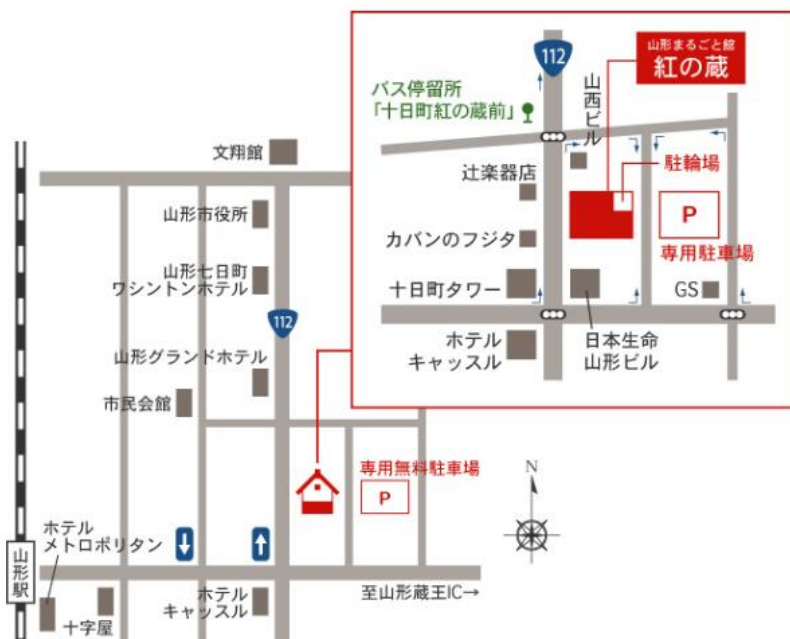 112
山形まるごと館
紅の蔵
バス停留所
「十日町紅の蔵前」
山西ビル
辻楽器店
駐輪場
P
専用駐車場
カバンのフジタ
十日町タワー
GS
ホテル
キャッスル
日本生命
山形ビル
文翔館
山形市役所
山形七日町
ワシントンホテル
112
山形グランドホテル
市民会館
専用無料駐車場
P
N
ホテル
メトロポリタン
山形駅
十字屋
ホテル
キャッスル
至山形蔵王IC→